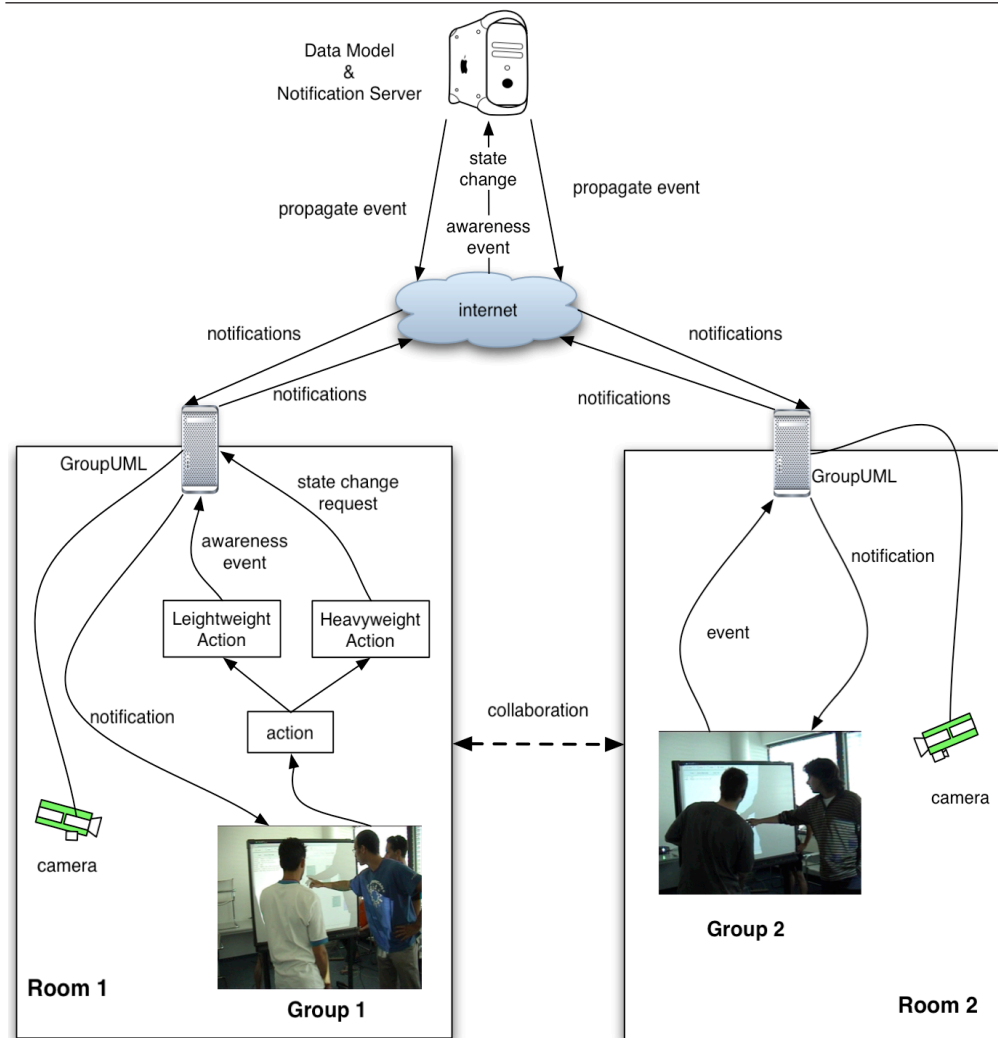 Data Model
&
Notification Server
state
change
propagate event
propagate event
awareness
event
internet
notifications
notifications
notifications
notifications
GroupUML
state change
request
awareness
event
Leightweight
Action
Heavyweight
Action
notification
action
camera
Room 1
Group 1
collaboration
GroupUML
notification
event
camera
Group 2
Room 2